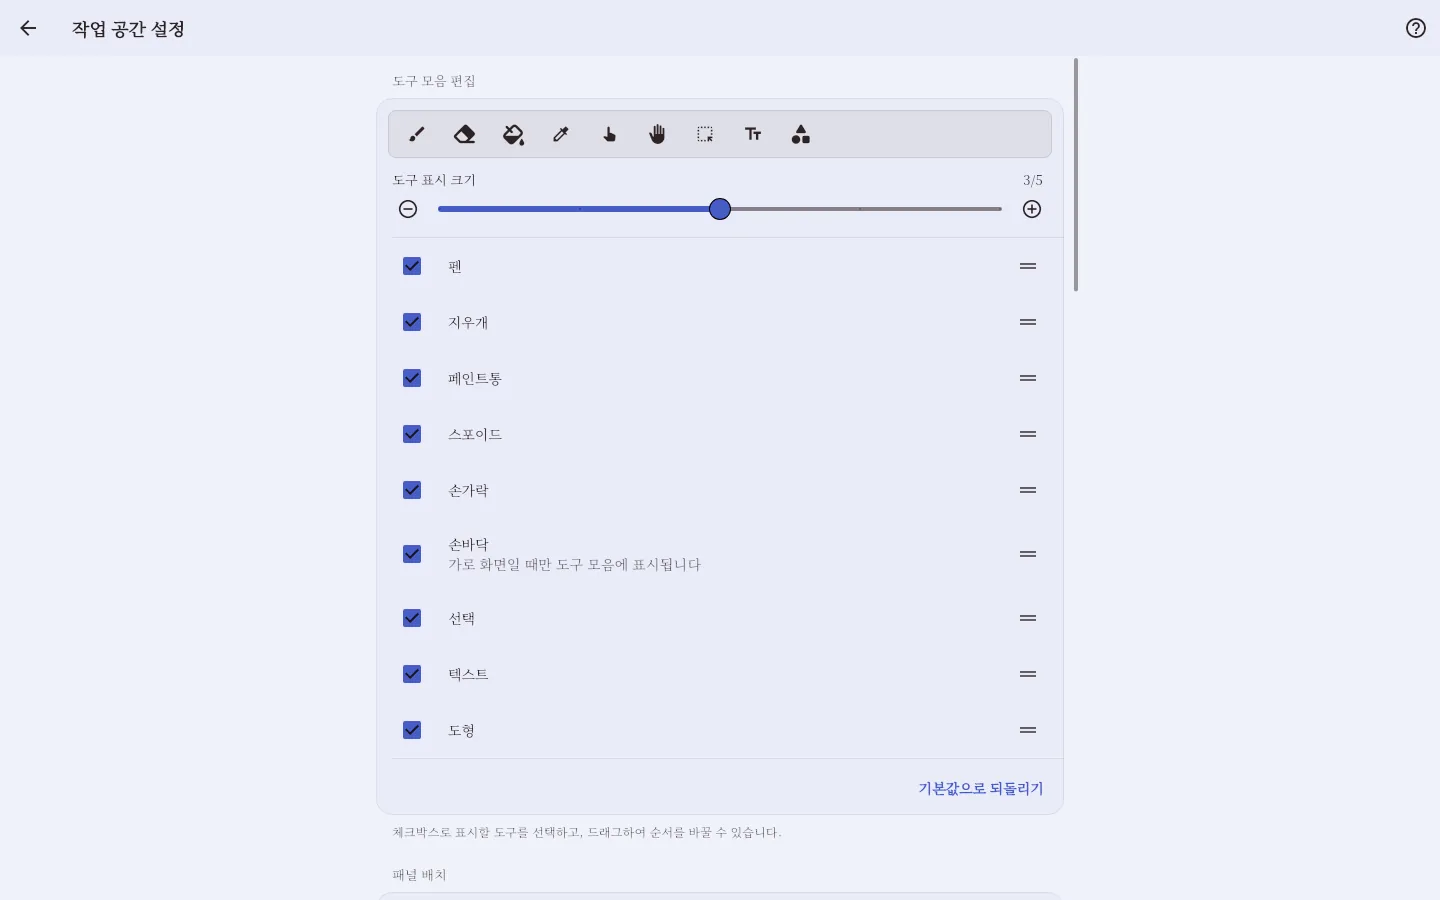 작업 공간 설정
도구 모음 편집
Tт
도구 표시 크기
3/5
펜
지우개
페인트통
스포이드
손가락
손바닥
가로 화면일 때만 도구 모음에 표시됩니다
선택
텍스트
도형
기본값으로 되돌리기
체크박스로 표시할 도구를 선택하고, 드래그하여 순서를 바꿀 수 있습니다.
패널 배치